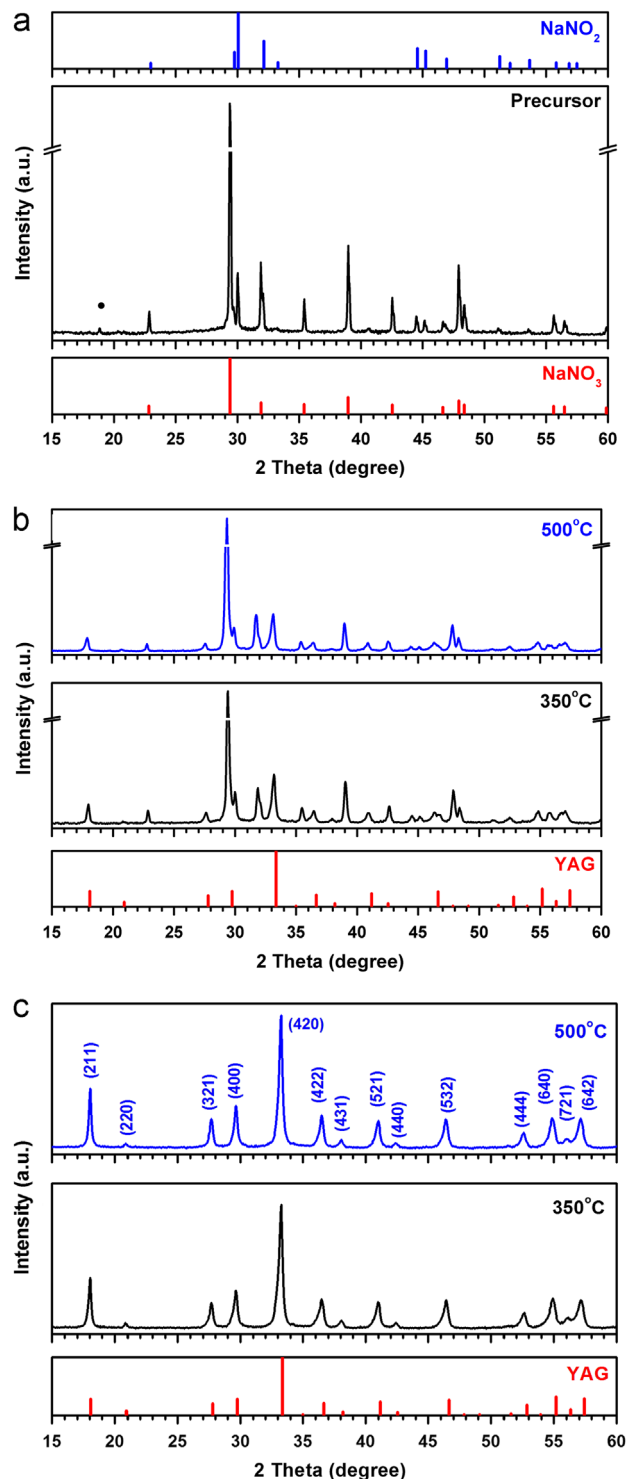 a
NaNO₂
Precursor
Intensity (a.u.)
NaNO₃
15 20 25 30 35 40 45 50 55 60
2 Theta (degree)
b
500°C
350°C
Intensity (a.u.)
YAG
15 20 25 30 35 40 45 50 55 60
2 Theta (degree)
c
500°C
(211)
(220)
(321)
(400)
(420)
(422)
(431)
(521)
(440)
(532)
(444)
(640)
(721)
(642)
350°C
Intensity (a.u.)
YAG
15 20 25 30 35 40 45 50 55 60
2 Theta (degree)